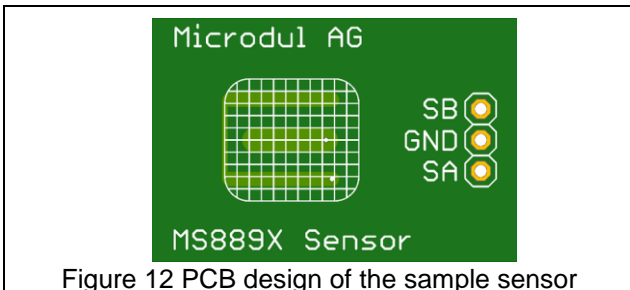 Microdul AG
SB
GND
SA
MS889X Sensor
Figure 12 PCB design of the sample sensor